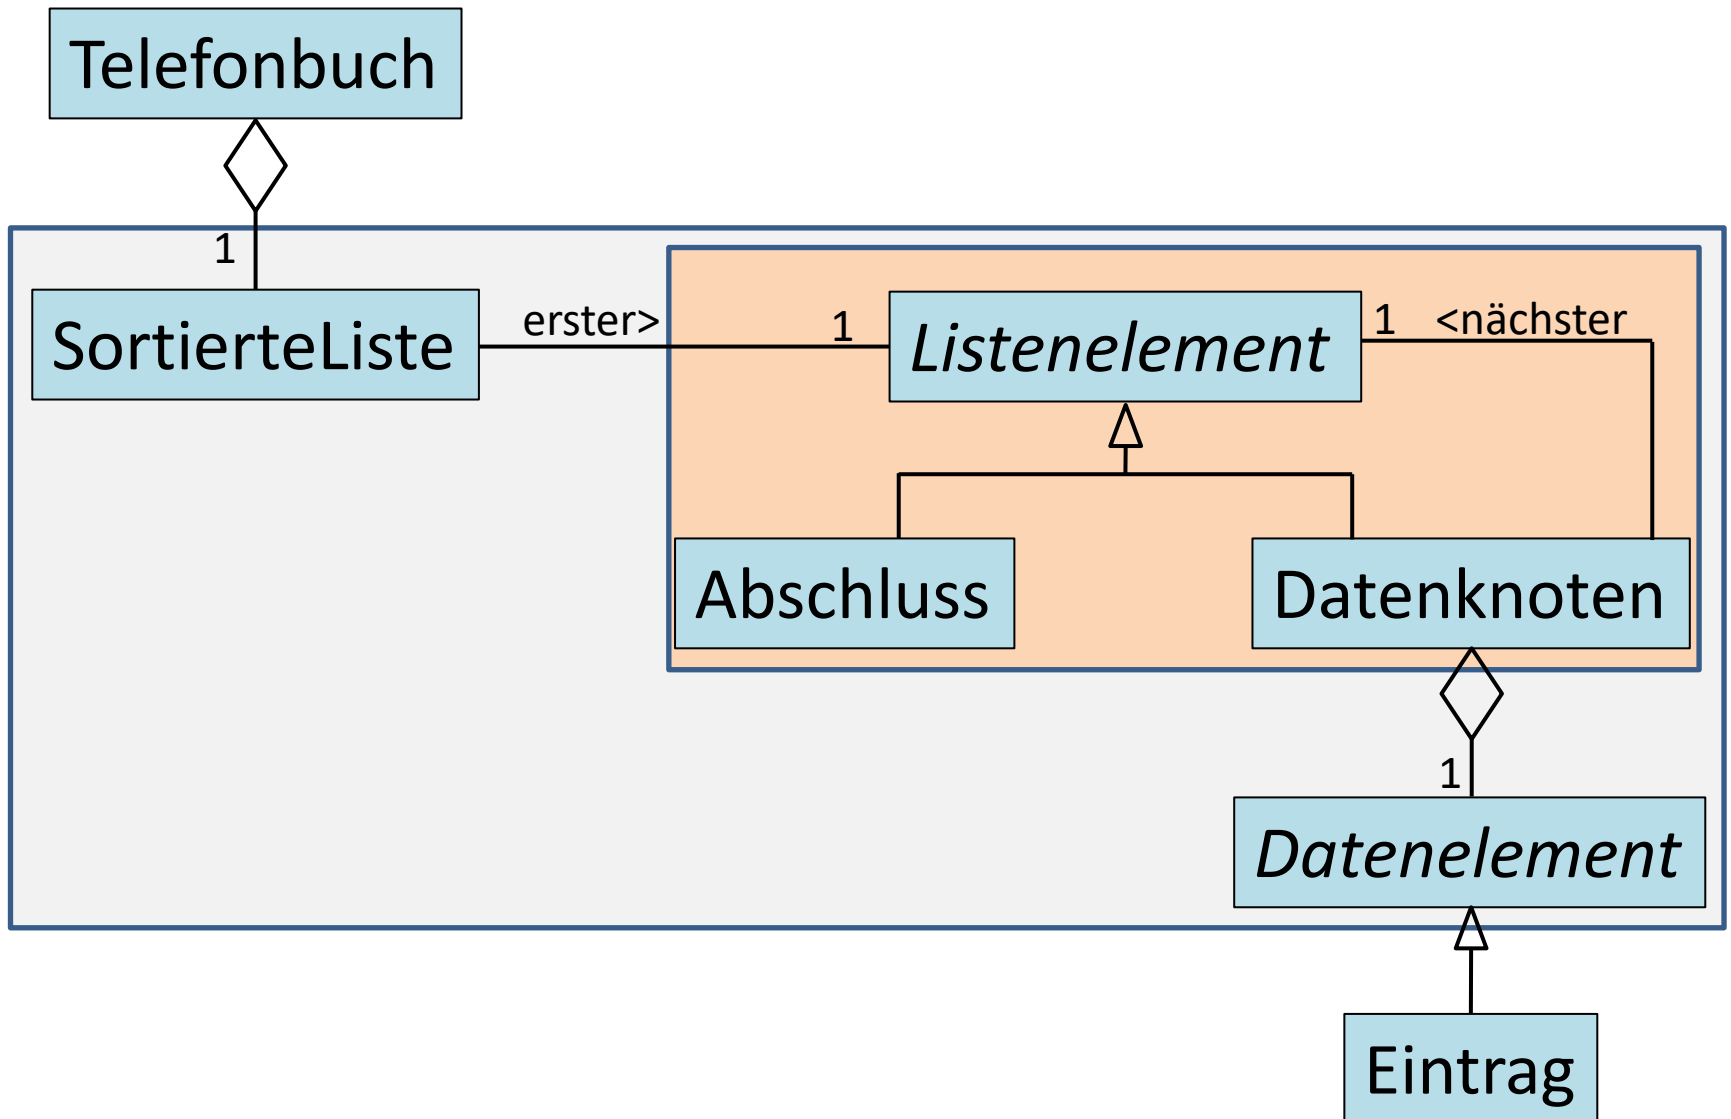 Telefonbuch
1
SortierteListe
erster>
1
Listenelement
1
<nächster
Abschluss
Datenknoten
1
Datenelement
Eintrag